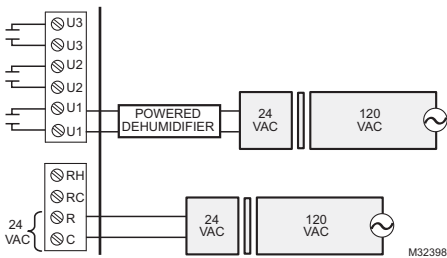 U3
U3
U2
U2
U1
U1
POWERED
DEHUMIDIFIER
24
VAC
120
VAC
RH
RC
R
C
24
VAC
24
VAC
120
VAC
M32398